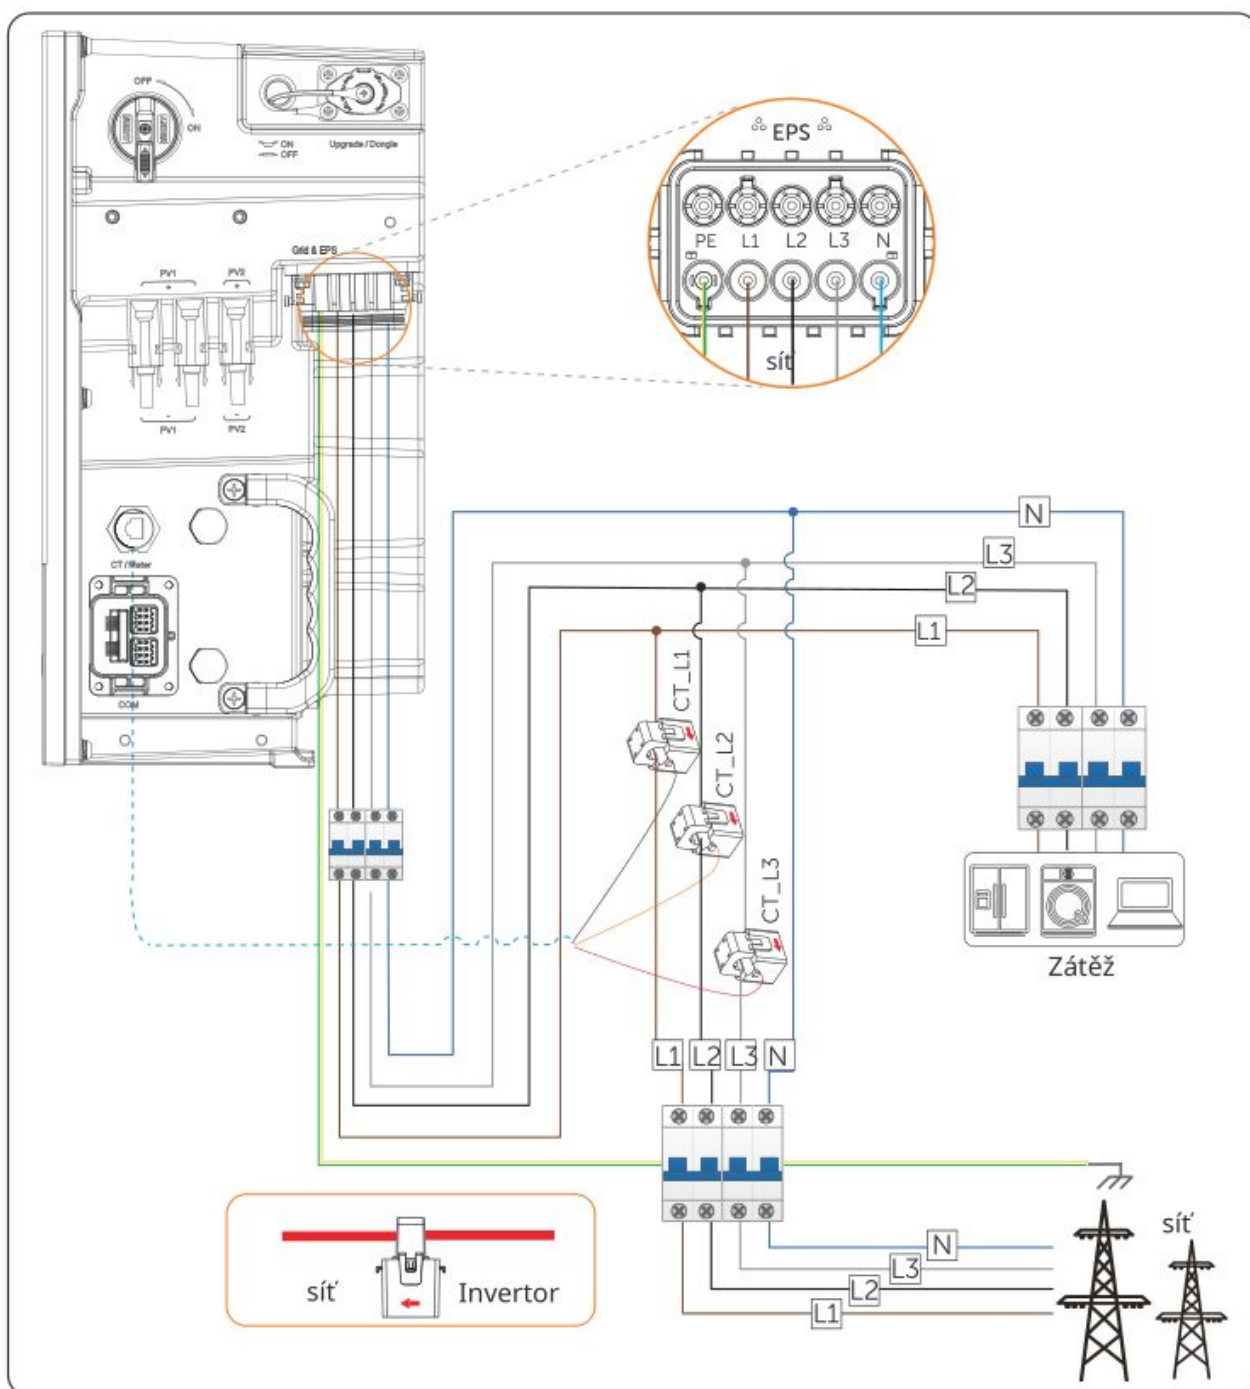 OFF
ON
ON
OFF
Upgrade / Dongle
EPS
PE L1 L2 L3 N
síť
Grid & EPS
PV1 PV2
+ +
- -
PV1 PV2
CT / Meter
COM
N
L3
L2
L1
CT_L1
CT_L2
CT_L3
Zátěž
L1 L2 L3 N
síť
N
L3
L2
L1
síť Invertor